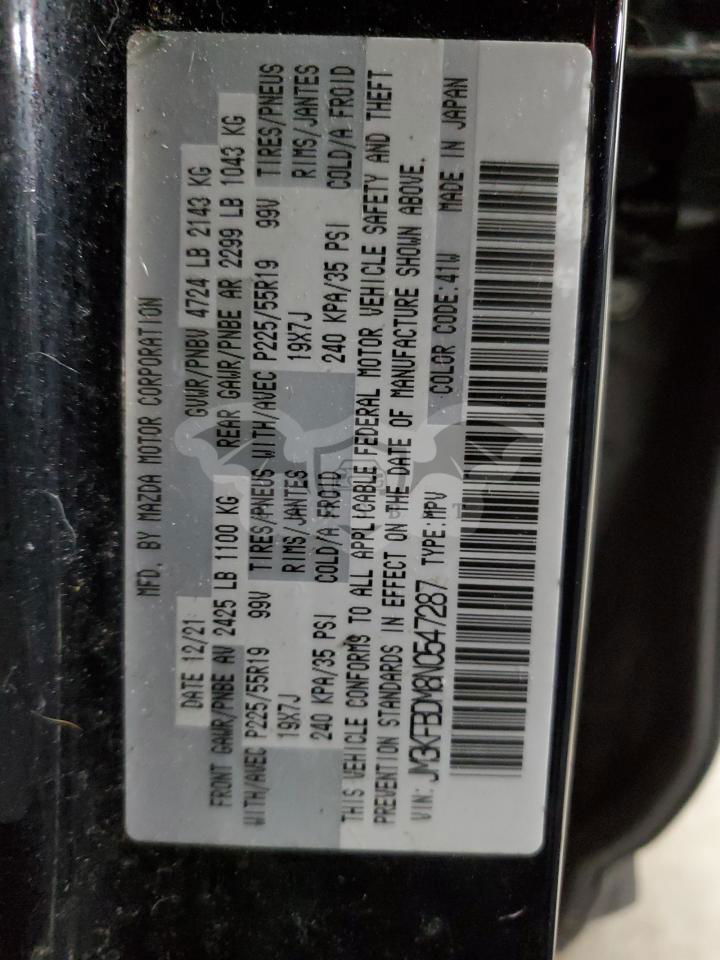 MFD. BY MAZDA MOTOR CORPORATION
DATE 12/21 GVWR/PNBV 4724 LB 2143 KG
FRONT GAWR/PNBE AV 2425 LB 1100 KG REAR GAWR/PNBE AR 2299 LB 1043 KG
WITH/AVEC P225/55R19 99V TIRES/PNEUS WITH/AVEC P225/55R19 99V TIRES/PNEUS
19X7J RIMS/JANTES 19X7J RIMS/JANTES
240 KPA/35 PSI COLD/A FROID 240 KPA/35 PSI COLD/A FROID
THIS VEHICLE CONFORMS TO ALL APPLICABLE FEDERAL MOTOR VEHICLE SAFETY AND THEFT
PREVENTION STANDARDS IN EFFECT ON THE DATE OF MANUFACTURE SHOWN ABOVE.
VIN: JM3KFBDM8N0547287 TYPE:MPV COLOR CODE:41W MADE IN JAPAN